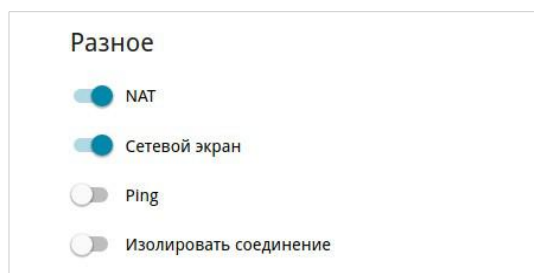 Разное
NAT
Сетевой экран
Ping
Изолировать соединение